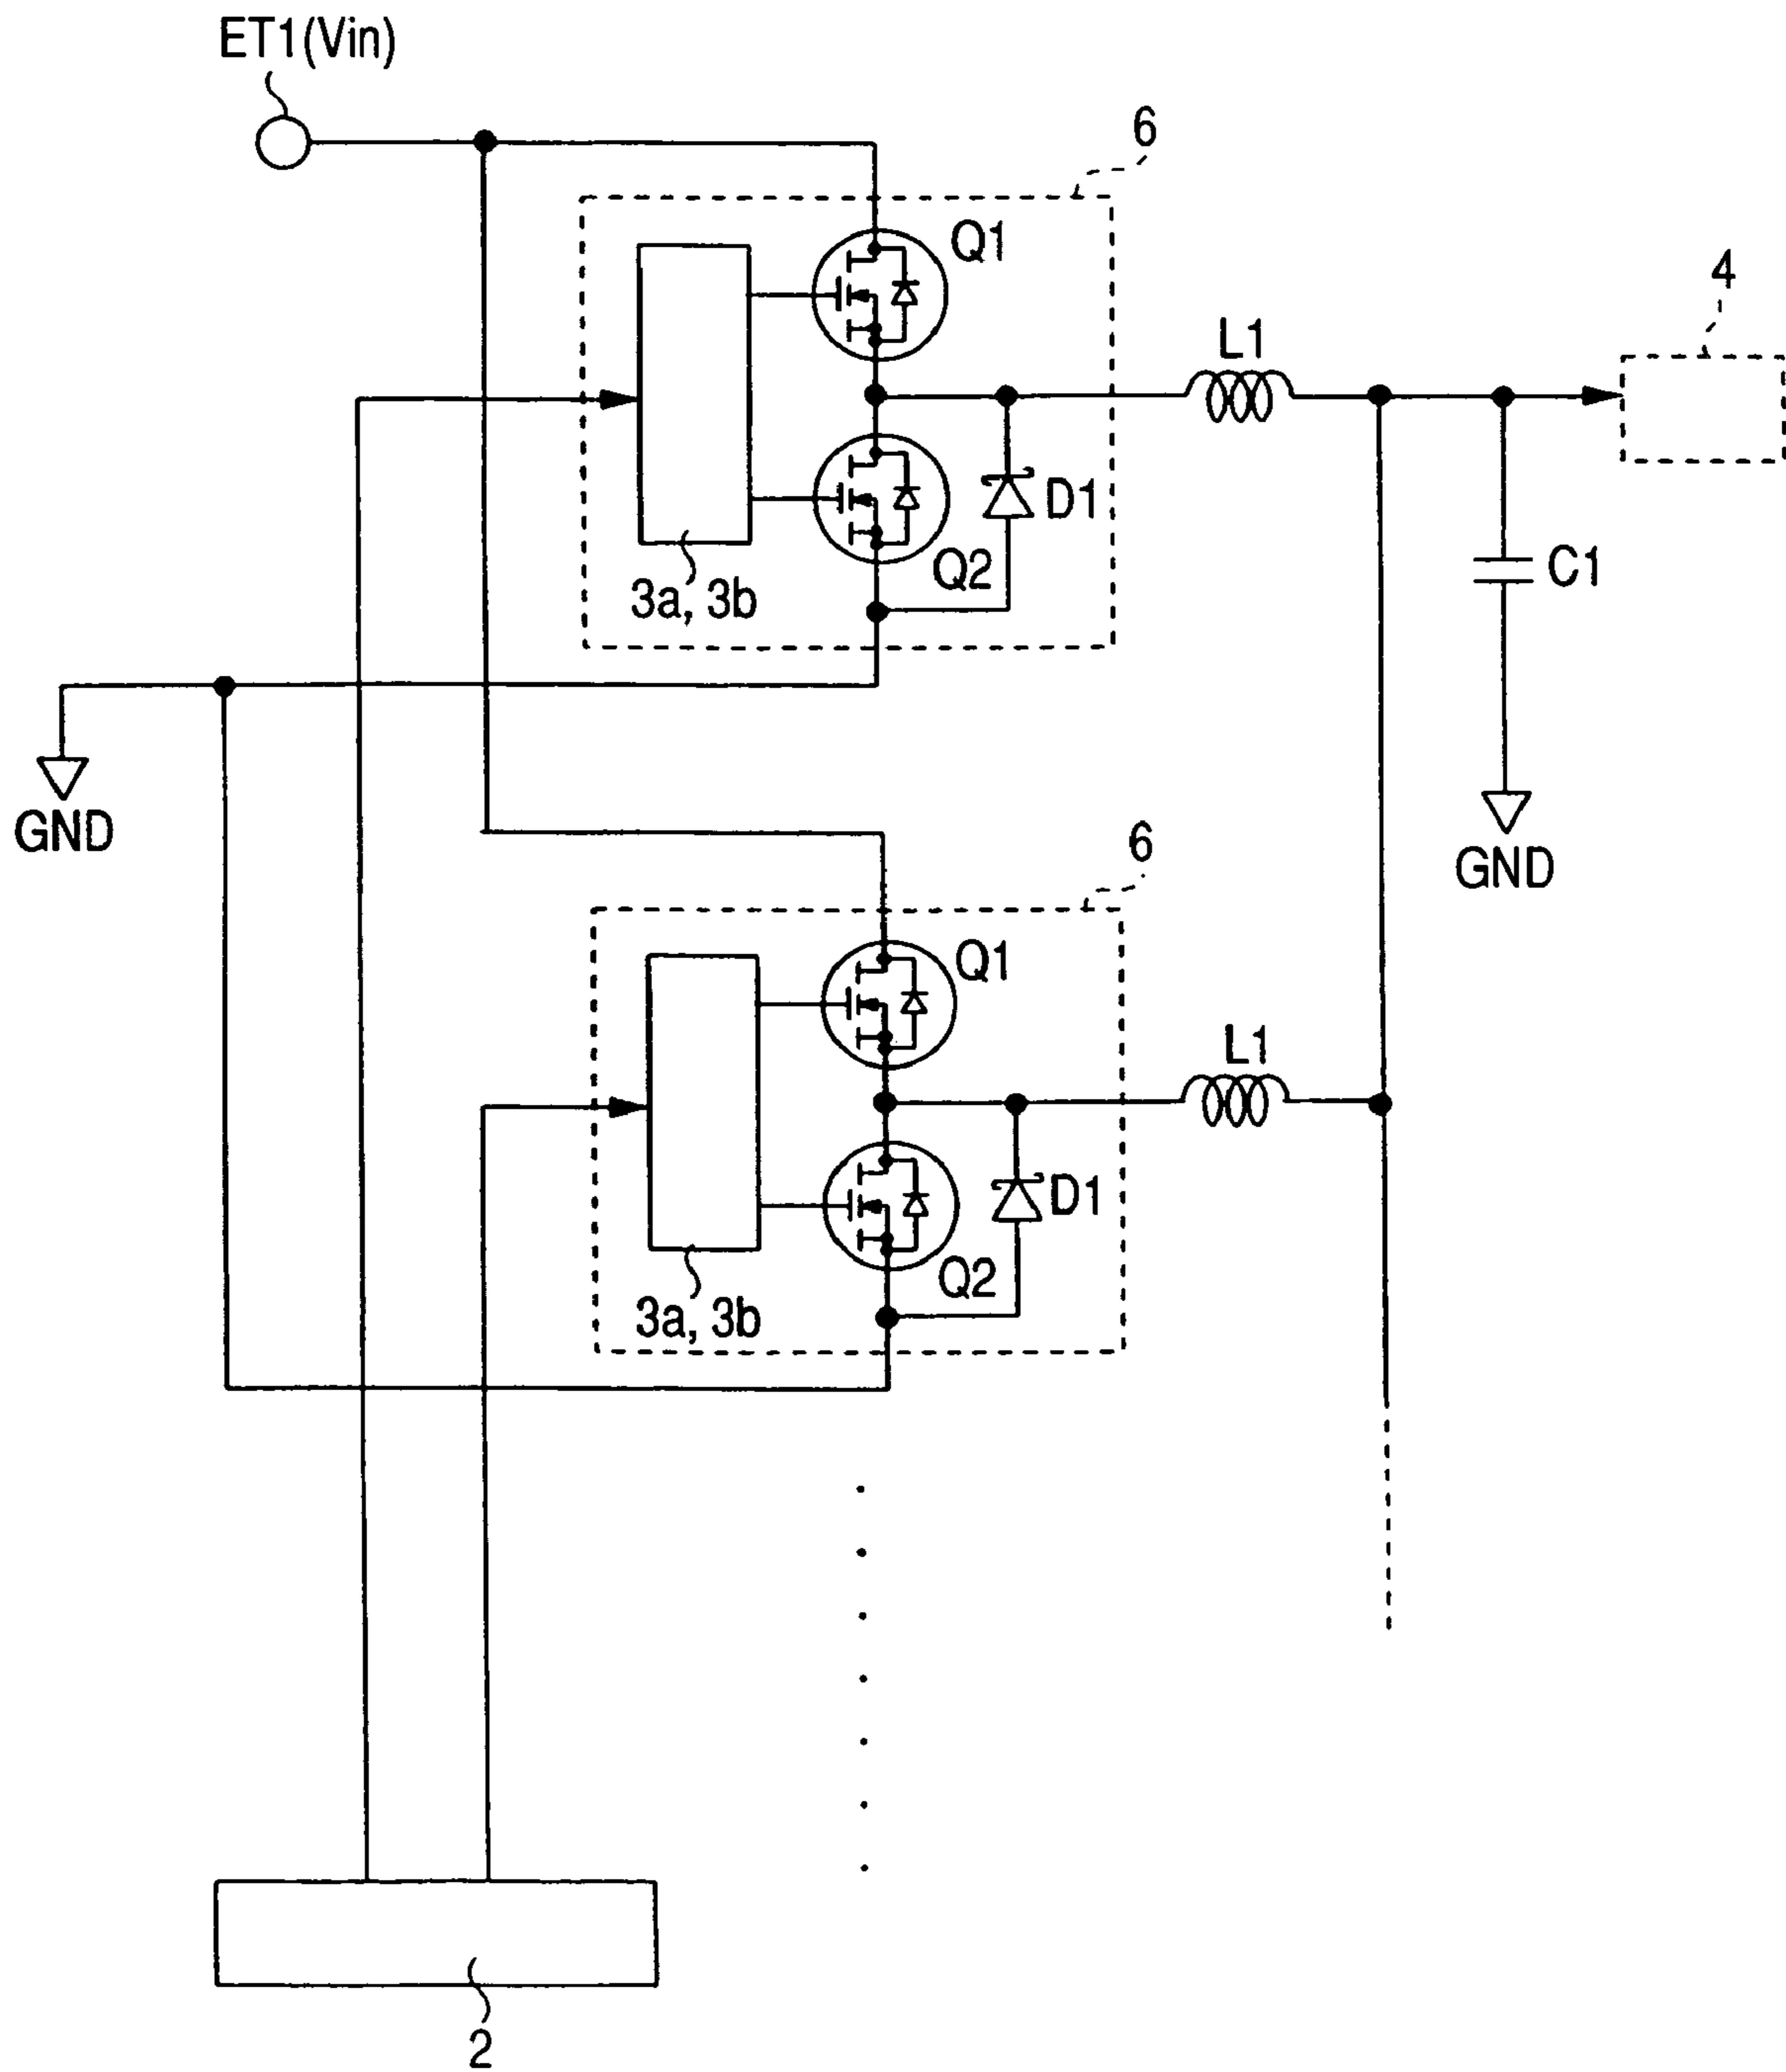 ET1(Vin)
6
Q1
4
L1
D1
Q2
C1
3a, 3b
GND
GND
6
Q1
L1
D1
Q2
3a, 3b
2